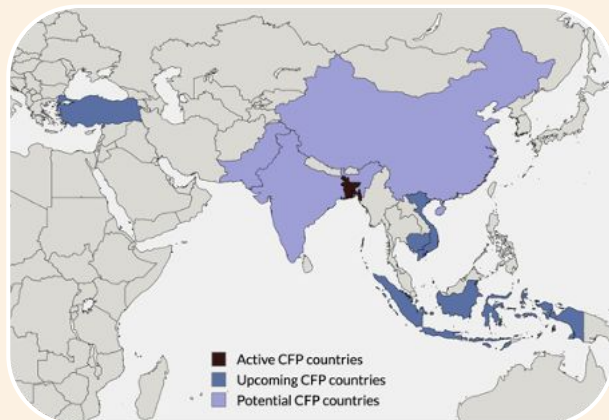 Active CFP countries
Upcoming CFP countries
Potential CFP countries